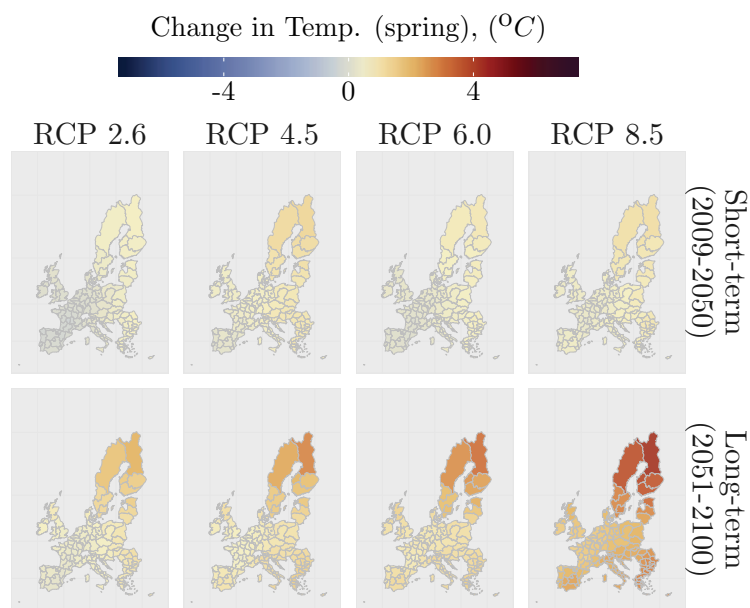 Change in Temp. (spring), (°C)
-4 0 4
RCP 2.6 RCP 4.5 RCP 6.0 RCP 8.5
Short-term
(2009-2050)
Long-term
(2051-2100)